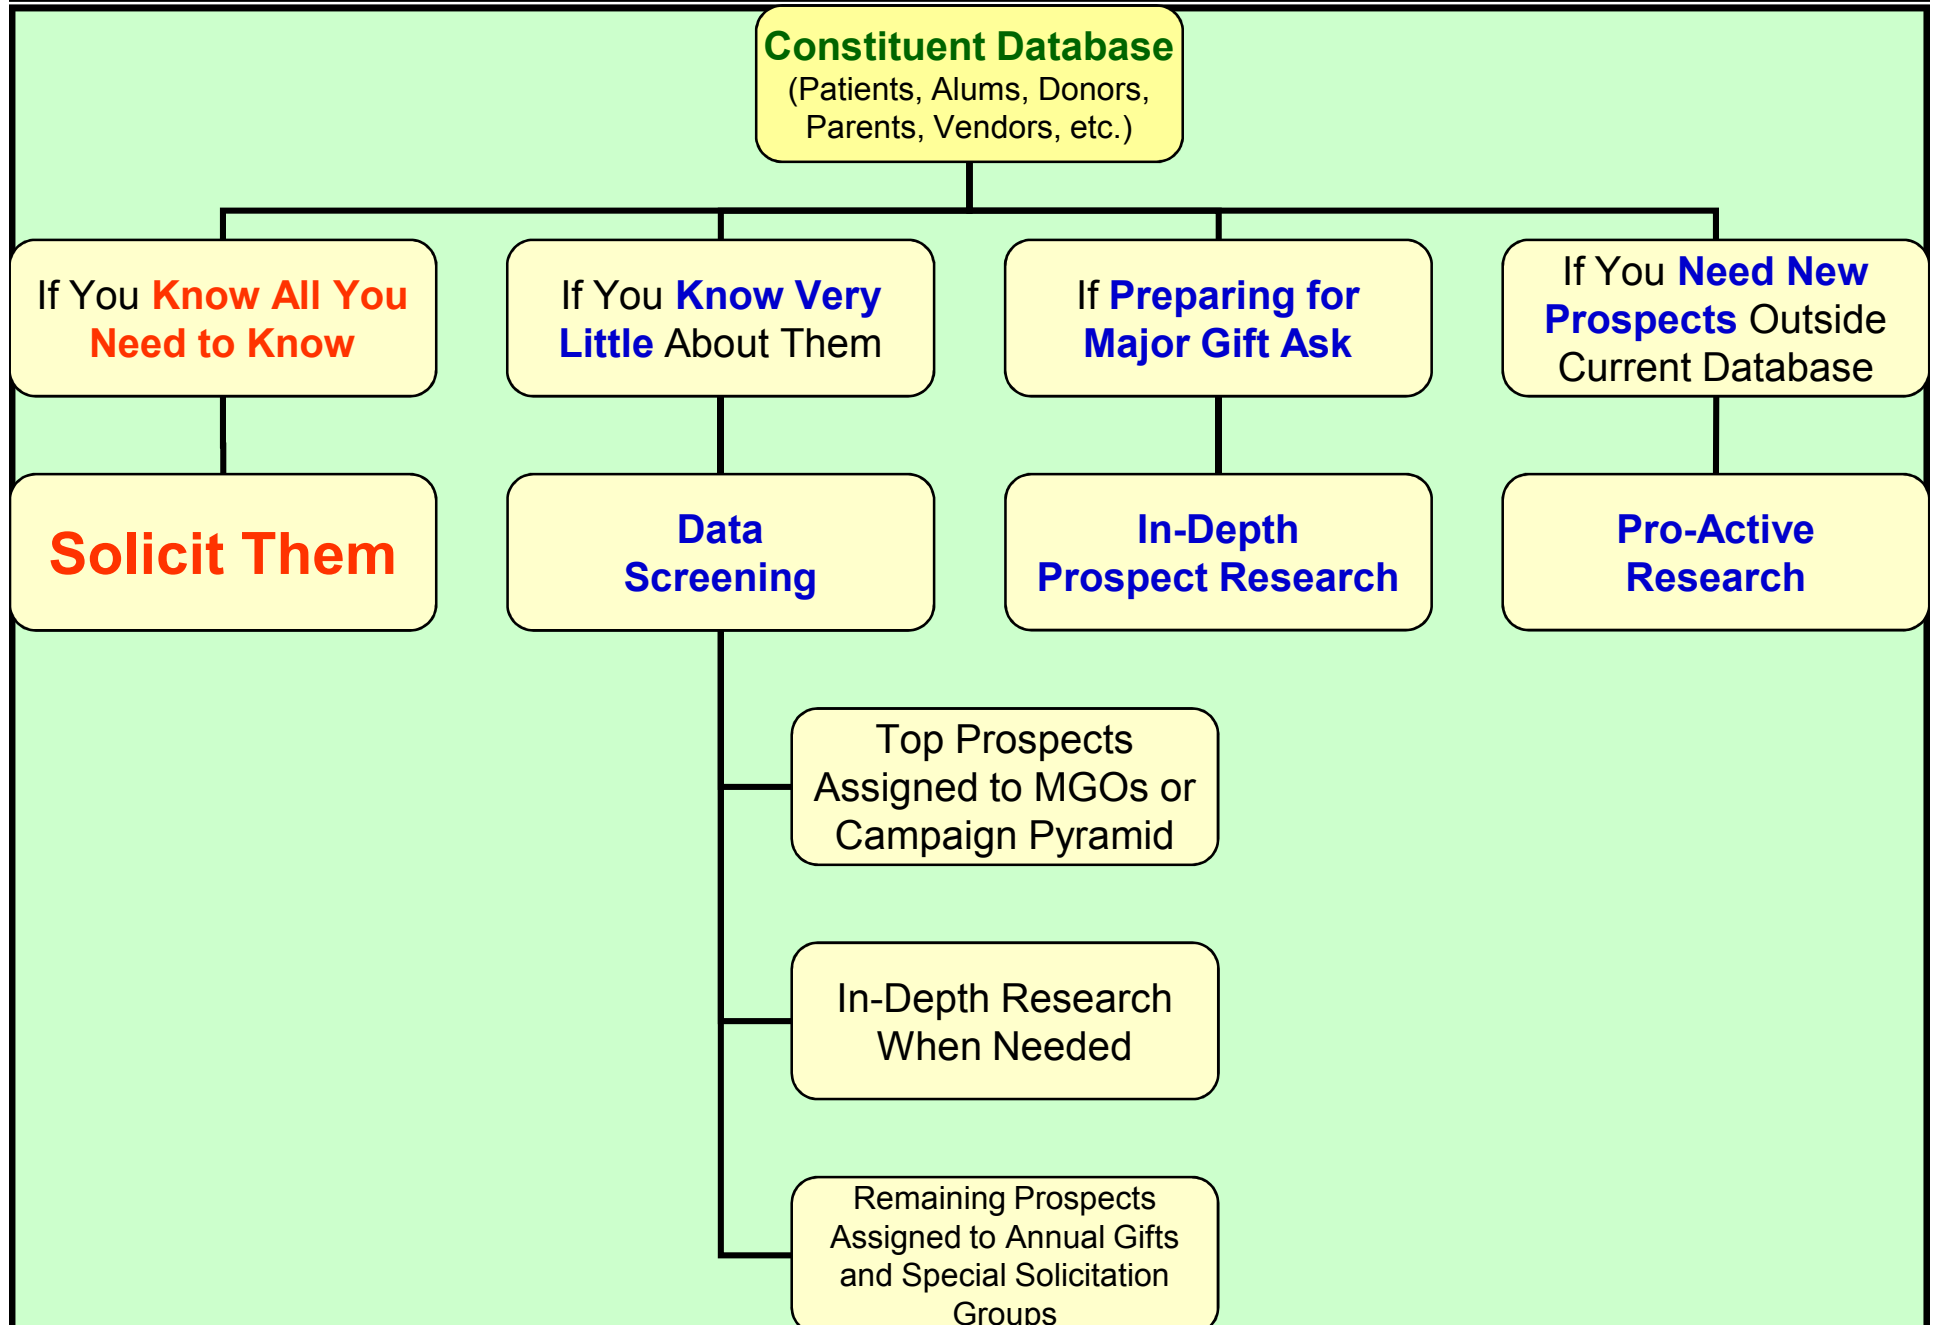 Constituent Database
(Patients, Alums, Donors,
Parents, Vendors, etc.)
If You Know All You
Need to Know
If You Know Very
Little About Them
If Preparing for
Major Gift Ask
If You Need New
Prospects Outside
Current Database
Solicit Them
Data
Screening
In-Depth
Prospect Research
Pro-Active
Research
Top Prospects
Assigned to MGOs or
Campaign Pyramid
In-Depth Research
When Needed
Remaining Prospects
Assigned to Annual Gifts
and Special Solicitation
Groups